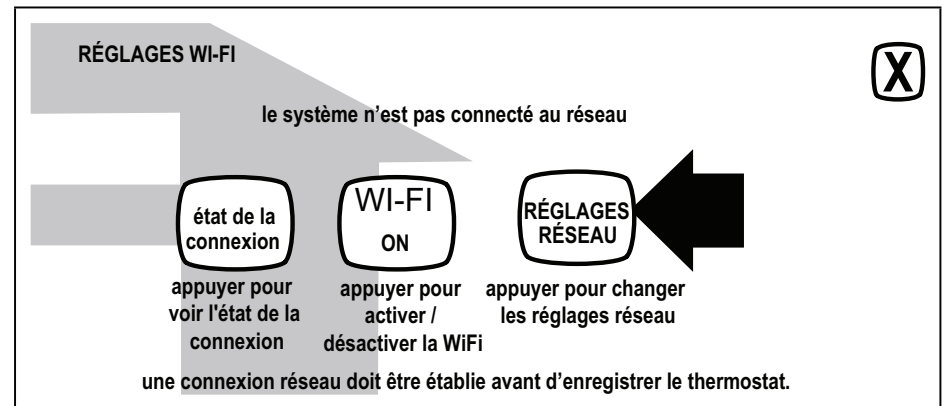 RÉGLAGES WI-FI
X
le système n’est pas connecté au réseau
état de la
connexion
WI-FI
ON
RÉGLAGES
RÉSEAU
appuyer pour
voir l'état de la
connexion
appuyer pour
activer /
désactiver la WiFi
appuyer pour changer
les réglages réseau
une connexion réseau doit être établie avant d’enregistrer le thermostat.